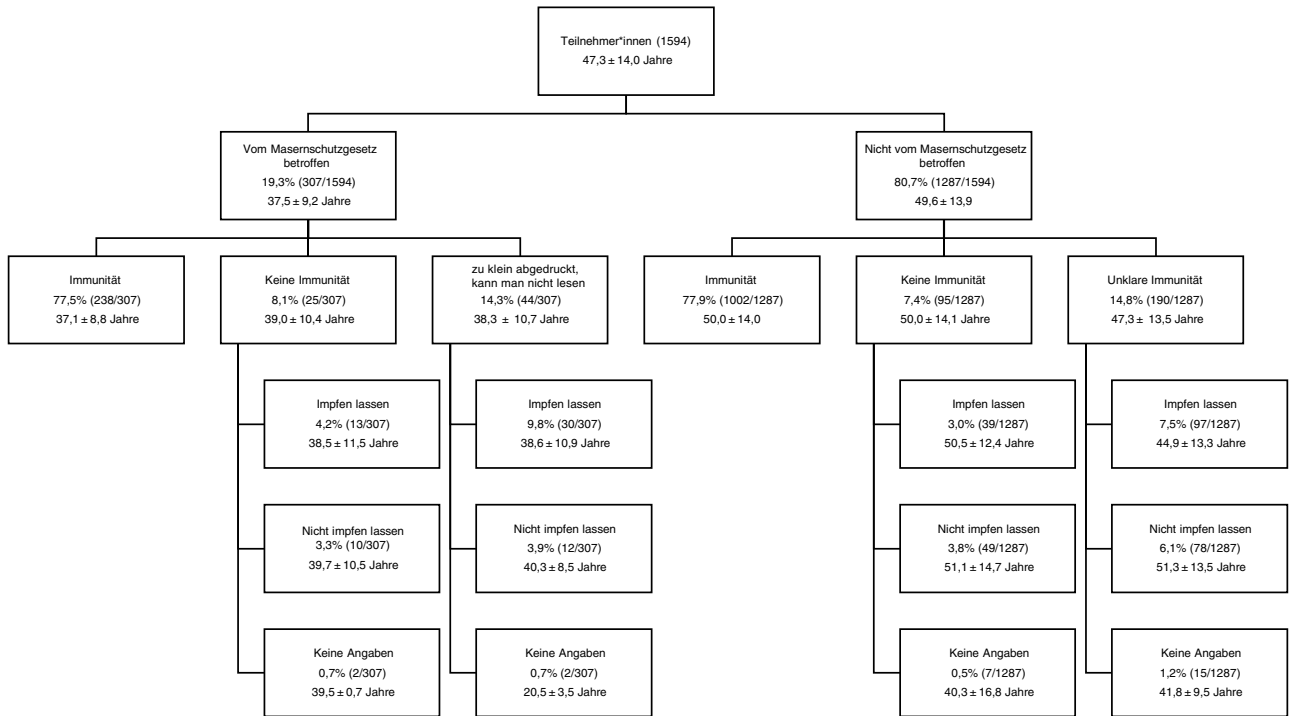 Teilnehmer*innen (1594)
47,3 ± 14,0 Jahre
Vom Masernschutzgesetz
betroffen
19,3% (307/1594)
37,5 ± 9,2 Jahre
Nicht vom Masernschutzgesetz
betroffen
80,7% (1287/1594)
49,6 ± 13,9
Immunität
77,5% (238/307)
37,1 ± 8,8 Jahre
Keine Immunität
8,1% (25/307)
39,0 ± 10,4 Jahre
zu klein abgedruckt,
kann man nicht lesen
14,3% (44/307)
38,3 ± 10,7 Jahre
Immunität
77,9% (1002/1287)
50,0 ± 14,0
Keine Immunität
7,4% (95/1287)
50,0 ± 14,1 Jahre
Unklare Immunität
14,8% (190/1287)
47,3 ± 13,5 Jahre
Impfen lassen
4,2% (13/307)
38,5 ± 11,5 Jahre
Impfen lassen
9,8% (30/307)
38,6 ± 10,9 Jahre
Impfen lassen
3,0% (39/1287)
50,5 ± 12,4 Jahre
Impfen lassen
7,5% (97/1287)
44,9 ± 13,3 Jahre
Nicht impfen lassen
3,3% (10/307)
39,7 ± 10,5 Jahre
Nicht impfen lassen
3,9% (12/307)
40,3 ± 8,5 Jahre
Nicht impfen lassen
3,8% (49/1287)
51,1 ± 14,7 Jahre
Nicht impfen lassen
6,1% (78/1287)
51,3 ± 13,5 Jahre
Keine Angaben
0,7% (2/307)
39,5 ± 0,7 Jahre
Keine Angaben
0,7% (2/307)
20,5 ± 3,5 Jahre
Keine Angaben
0,5% (7/1287)
40,3 ± 16,8 Jahre
Keine Angaben
1,2% (15/1287)
41,8 ± 9,5 Jahre